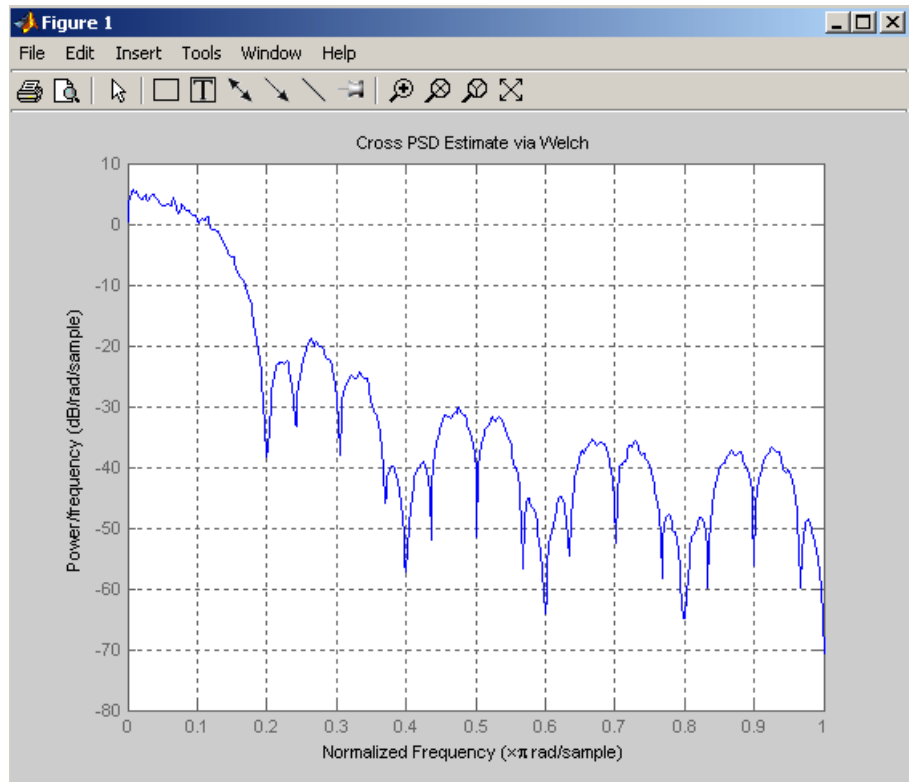 Figure 1
File Edit Insert Tools Window Help
T
Cross PSD Estimate via Welch
10
0
-10
-20
-30
-40
-50
-60
-70
-80
Power/frequency (dB/rad/sample)
0 0.1 0.2 0.3 0.4 0.5 0.6 0.7 0.8 0.9 1
Normalized Frequency (×π rad/sample)